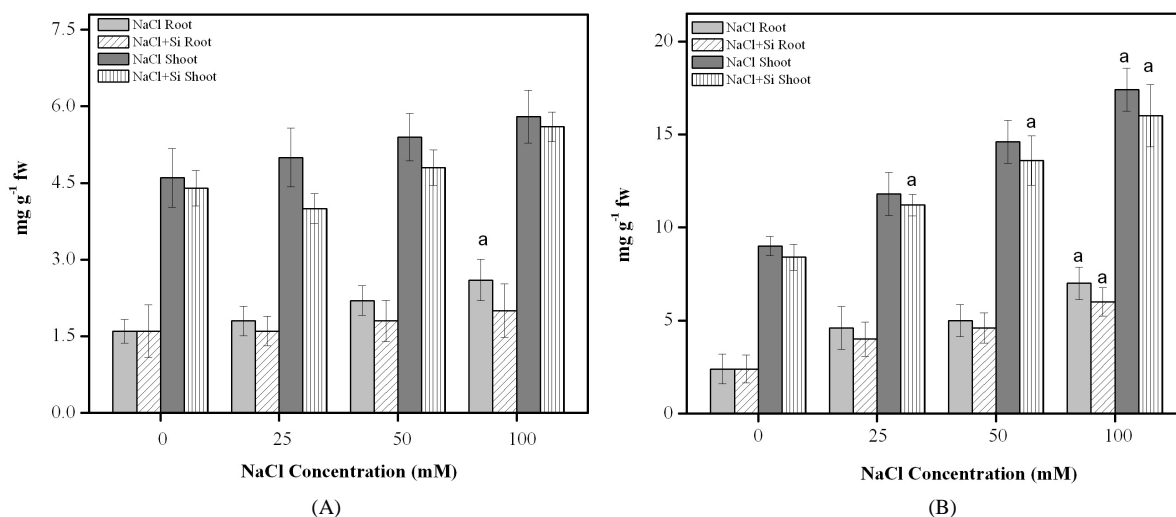 7.5
6.0
4.5
3.0
1.5
0.0
mg g⁻¹ fw
NaCl Root
NaCl+Si Root
NaCl Shoot
NaCl+Si Shoot
a
0 25 50 100
NaCl Concentration (mM)
(A)
20
15
10
5
0
mg g⁻¹ fw
NaCl Root
NaCl+Si Root
NaCl Shoot
NaCl+Si Shoot
a a
a
a
a
a
0 25 50 100
NaCl Concentration (mM)
(B)